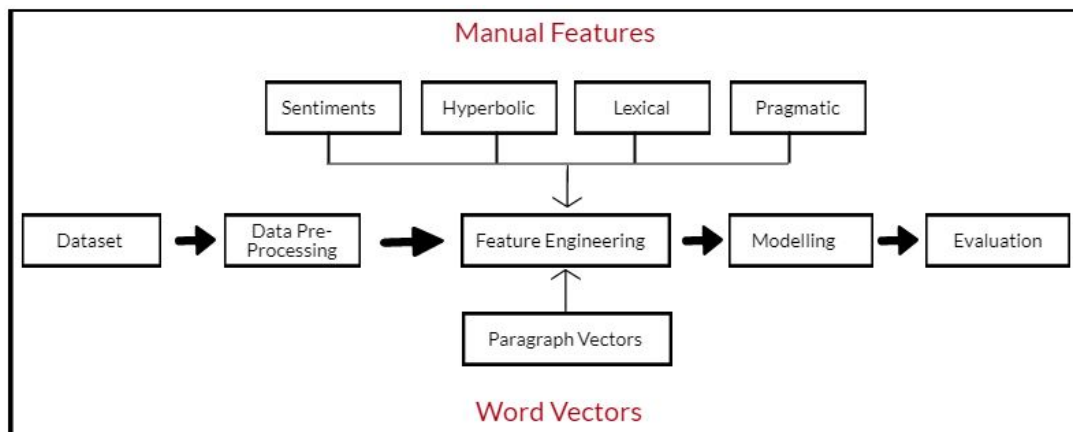 Manual Features
Sentiments
Hyperbolic
Lexical
Pragmatic
Dataset
Data Pre-
Processing
Feature Engineering
Modelling
Evaluation
Paragraph Vectors
Word Vectors